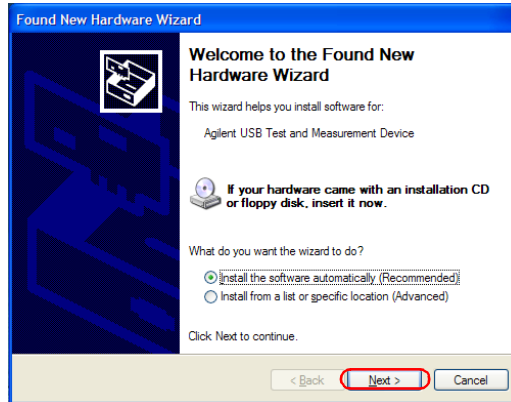 Found New Hardware Wizard
Welcome to the Found New
Hardware Wizard
This wizard helps you install software for:
Agilent USB Test and Measurement Device
If your hardware came with an installation CD
or floppy disk, insert it now.
What do you want the wizard to do?
Install the software automatically (Recommended)
Install from a list or specific location (Advanced)
Click Next to continue.
< Back Next > Cancel